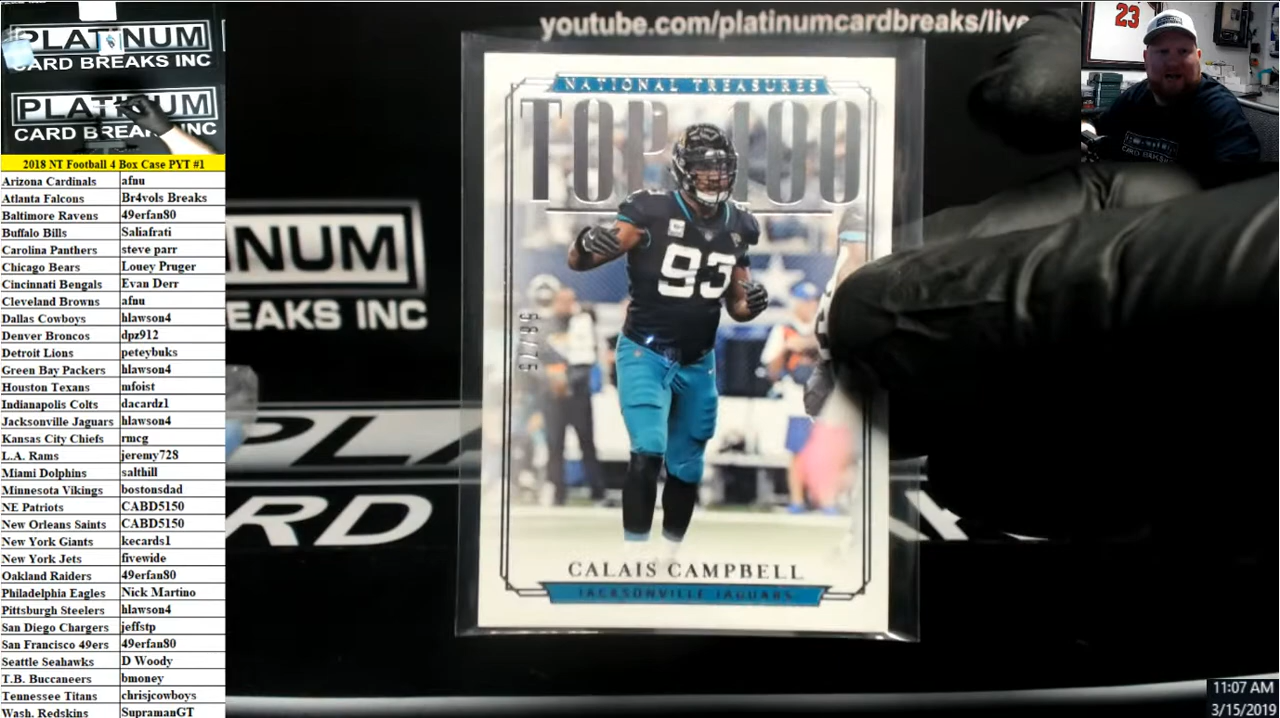 youtube.com/platinumcardbreaks/live
PLATINUM
CARD BREAKS INC
PLATINUM
CARD BREAKS INC
23
2018 NT Football 4 Box Case PYT #1
Arizona Cardinals afnu
Atlanta Falcons Br4vols Breaks
Baltimore Ravens 49erfan80
Buffalo Bills Saliafrati
Carolina Panthers steve parr
Chicago Bears Louey Pruger
Cincinnati Bengals Evan Derr
Cleveland Browns afnu
Dallas Cowboys hlawson4
Denver Broncos dpz912
Detroit Lions peteybuks
Green Bay Packers hlawson4
Houston Texans mfoist
Indianapolis Colts dacardz1
Jacksonville Jaguars hlawson4
Kansas City Chiefs rmcg
L.A. Rams jeremy728
Miami Dolphins salthill
Minnesota Vikings bostonsdad
NE Patriots CABD5150
New Orleans Saints CABD5150
New York Giants kecards1
New York Jets fivewide
Oakland Raiders 49erfan80
Philadelphia Eagles Nick Martino
Pittsburgh Steelers hlawson4
San Diego Chargers jeffstp
San Francisco 49ers 49erfan80
Seattle Seahawks D Woody
T.B. Buccaneers bmoney
Tennessee Titans chrisjcowboys
Wash. Redskins SupramanGT
NATIONAL TREASURES
TOP 100
93
CALAIS CAMPBELL
JACKSONVILLE JAGUARS
NUM
EAKS INC
PLA
RD
11:07 AM
3/15/2019